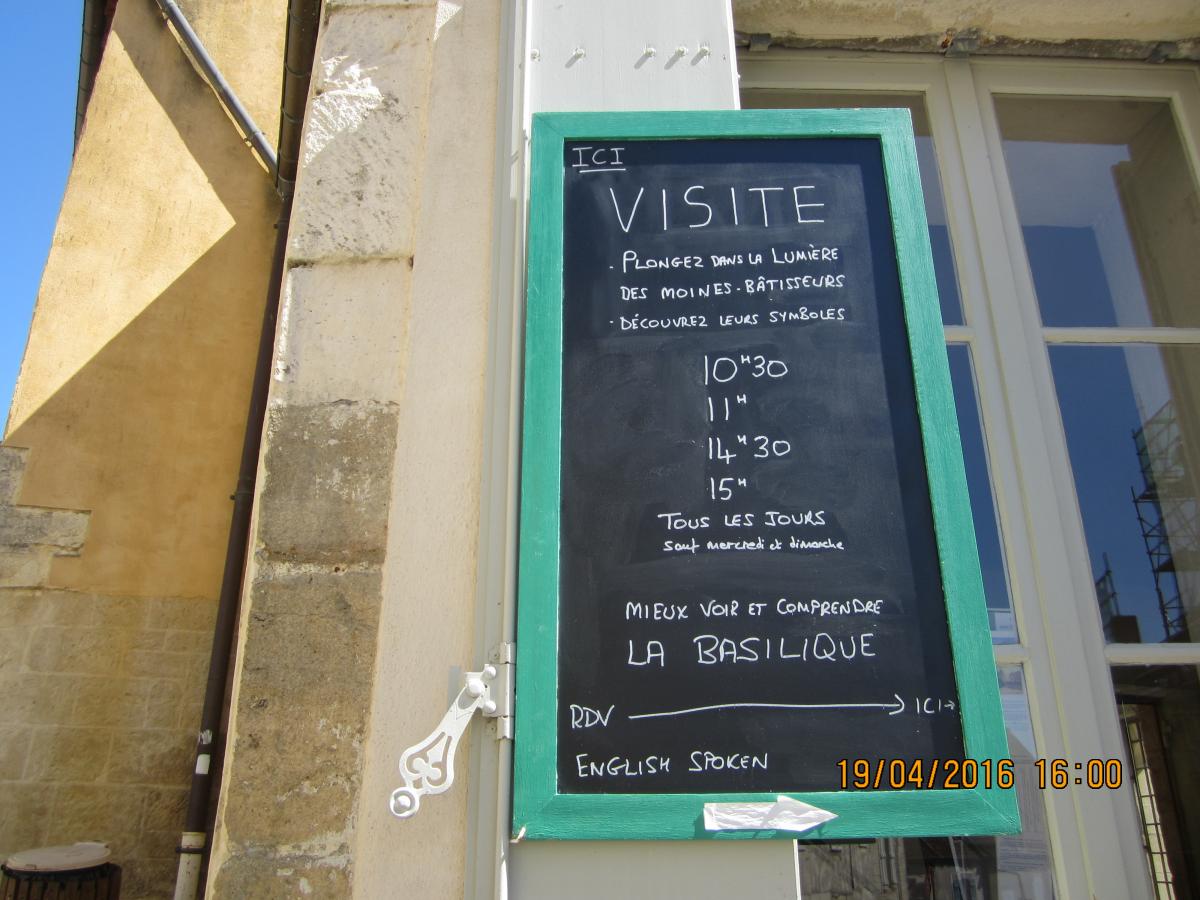 ICI
VISITE
. PLONGEZ DANS LA LUMIÈRE
DES MOINES-BÂTISSEURS
· DÉCOUVREZ LEURS SYMBOLES
10H30
11H
14H30
15H
TOUS LES JOURS
Sauf mercredi et dimanche
MIEUX VOIR ET COMPRENDRE
LA BASILIQUE
RDV → ICI →
ENGLISH SPOKEN
19/04/2016 16:00